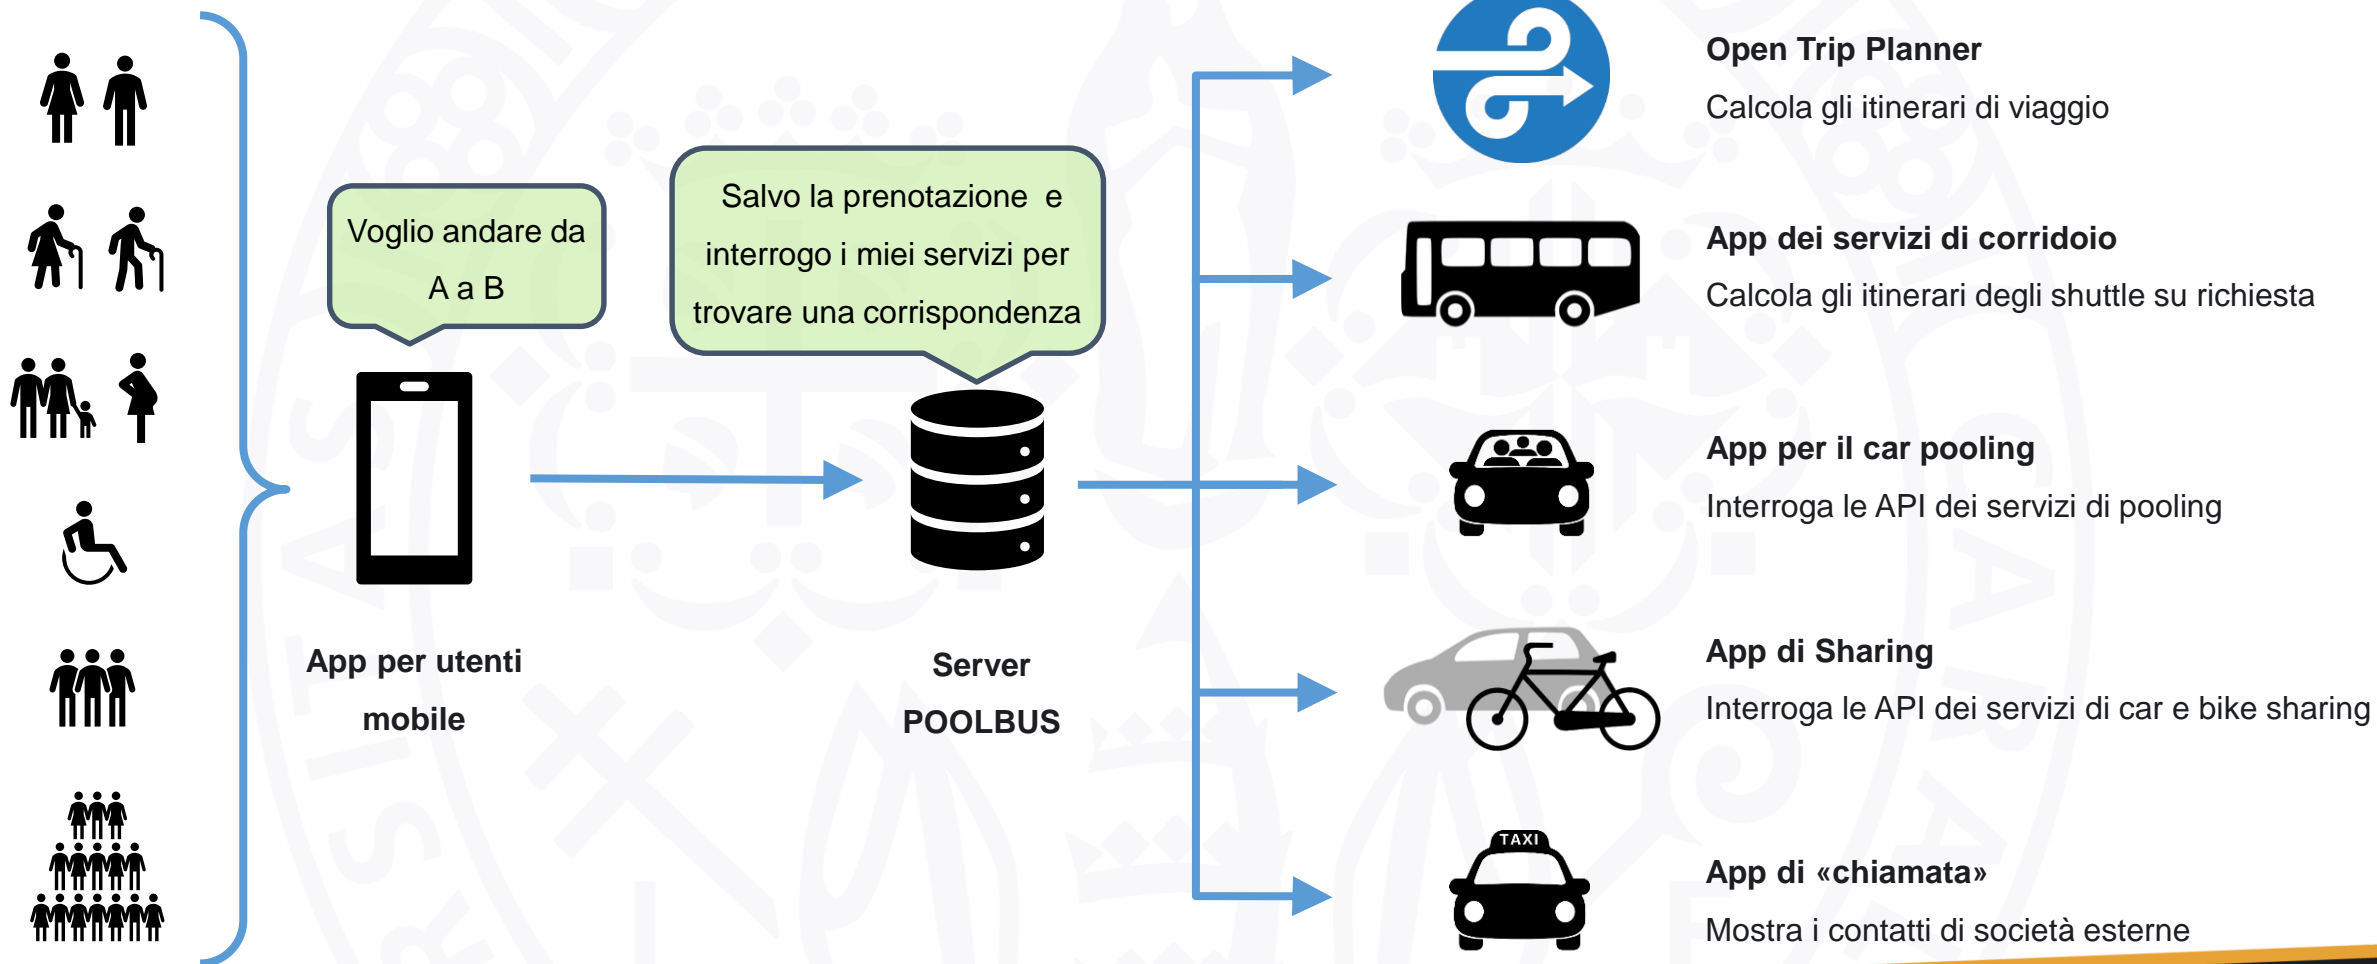 Voglio andare da
A a B
Salvo la prenotazione e
interrogo i miei servizi per
trovare una corrispondenza
App per utenti
mobile
Server
POOLBUS
Open Trip Planner
Calcola gli itinerari di viaggio
App dei servizi di corridoio
Calcola gli itinerari degli shuttle su richiesta
App per il car pooling
Interroga le API dei servizi di pooling
App di Sharing
Interroga le API dei servizi di car e bike sharing
TAXI
App di «chiamata»
Mostra i contatti di società esterne